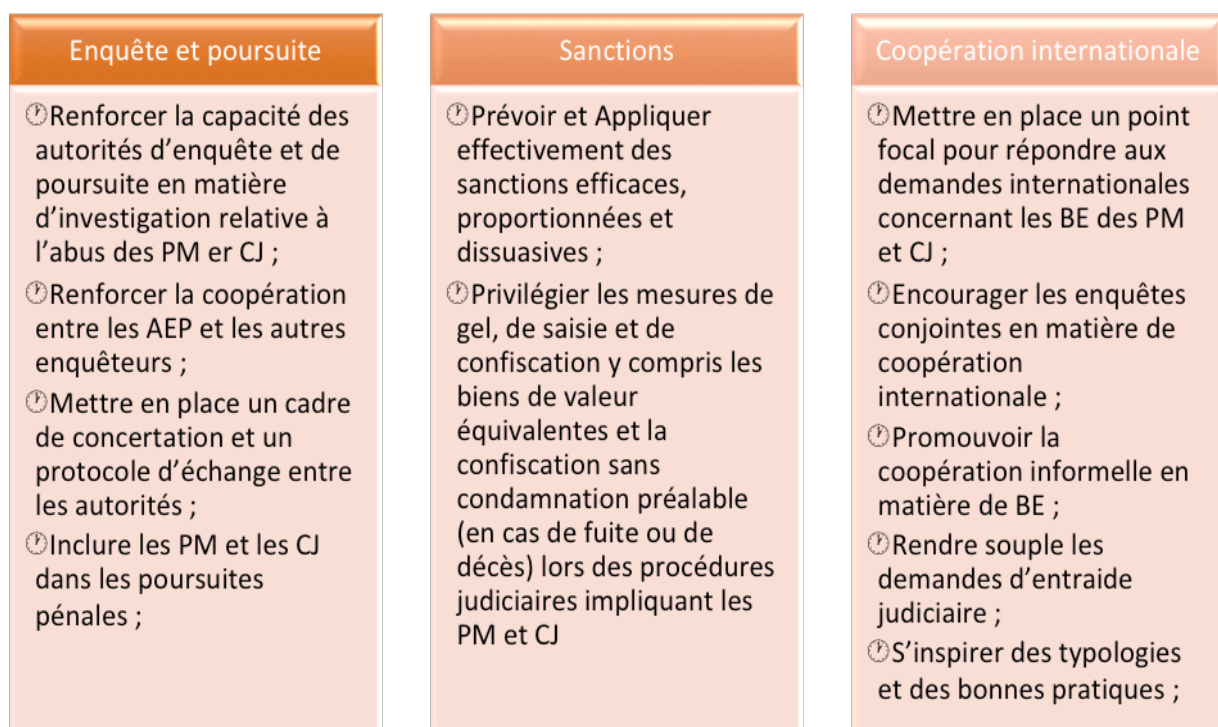 Enquête et poursuite
Renforcer la capacité des
autorités d’enquête et de
poursuite en matière
d’investigation relative à
l’abus des PM er CJ ;
Renforcer la coopération
entre les AEP et les autres
enquêteurs ;
Mettre en place un cadre
de concertation et un
protocole d’échange entre
les autorités ;
Inclure les PM et les CJ
dans les poursuites
pénales ;
Sanctions
Prévoir et Appliquer
effectivement des
sanctions efficaces,
proportionnées et
dissuasives ;
Privilégier les mesures de
gel, de saisie et de
confiscation y compris les
biens de valeur
équivalentes et la
confiscation sans
condamnation préalable
(en cas de fuite ou de
décès) lors des procédures
judiciaires impliquant les
PM et CJ
Coopération internationale
Mettre en place un point
focal pour répondre aux
demandes internationales
concernant les BE des PM
et CJ ;
Encourager les enquêtes
conjointes en matière de
coopération
internationale ;
Promouvoir la
coopération informelle en
matière de BE ;
Rendre souple les
demandes d’entraide
judiciaire ;
S’inspirer des typologies
et des bonnes pratiques ;